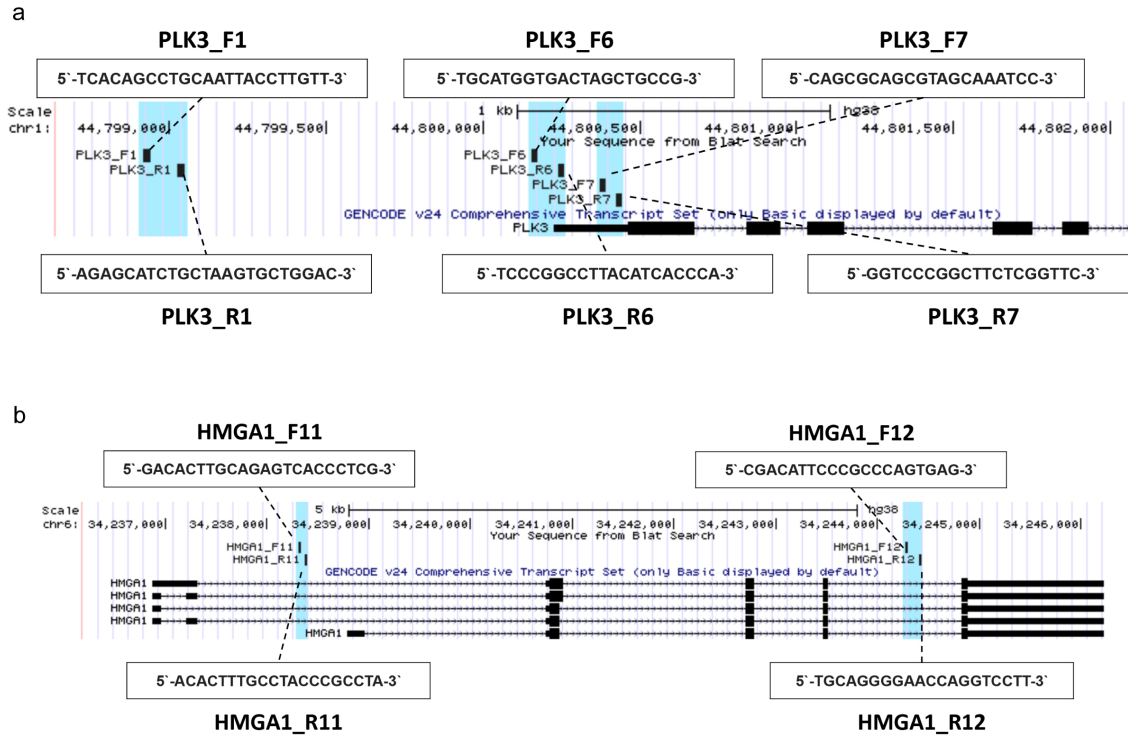 a
PLK3_F1 PLK3_F6 PLK3_F7
5`-TCACAGCCTGCAATTACCTTGTT-3` 5`-TGCATGGTGACTAGCTGCCG-3` 5`-CAGCGCAGCGTAGCAAATCC-3`
Scale 1 kb hg38
chr1: 44,799,000 44,799,500 44,800,000 44,800,500 44,801,000 44,801,500 44,802,000
Your Sequence from Blat Search
PLK3_F1 PLK3_F6
PLK3_R1 PLK3_R6
PLK3_F7
PLK3_R7
GENCODE v24 Comprehensive Transcript Set (only Basic displayed by default)
PLK3
5`-AGAGCATCTGCTAAGTGCTGGAC-3` 5`-TCCCGGCCTTACATCACCCA-3` 5`-GGTCCCGGCTTCTCGGTTC-3`
PLK3_R1 PLK3_R6 PLK3_R7
b
HMGA1_F11 HMGA1_F12
5`-GACACTTGCAGAGTCACCCTCG-3` 5`-CGACATTCCCGCCCAGTGAG-3`
Scale 5 kb hg38
chr6: 34,237,000 34,238,000 34,239,000 34,240,000 34,241,000 34,242,000 34,243,000 34,244,000 34,245,000 34,246,000
Your Sequence from Blat Search
HMGA1_F11 HMGA1_F12
HMGA1_R11 HMGA1_R12
GENCODE v24 Comprehensive Transcript Set (only Basic displayed by default)
HMGA1
HMGA1
HMGA1
HMGA1
HMGA1
5`-ACACTTTGCCTACCCGCCTA-3` 5`-TGCAGGGGAACCAGGTCCTT-3`
HMGA1_R11 HMGA1_R12